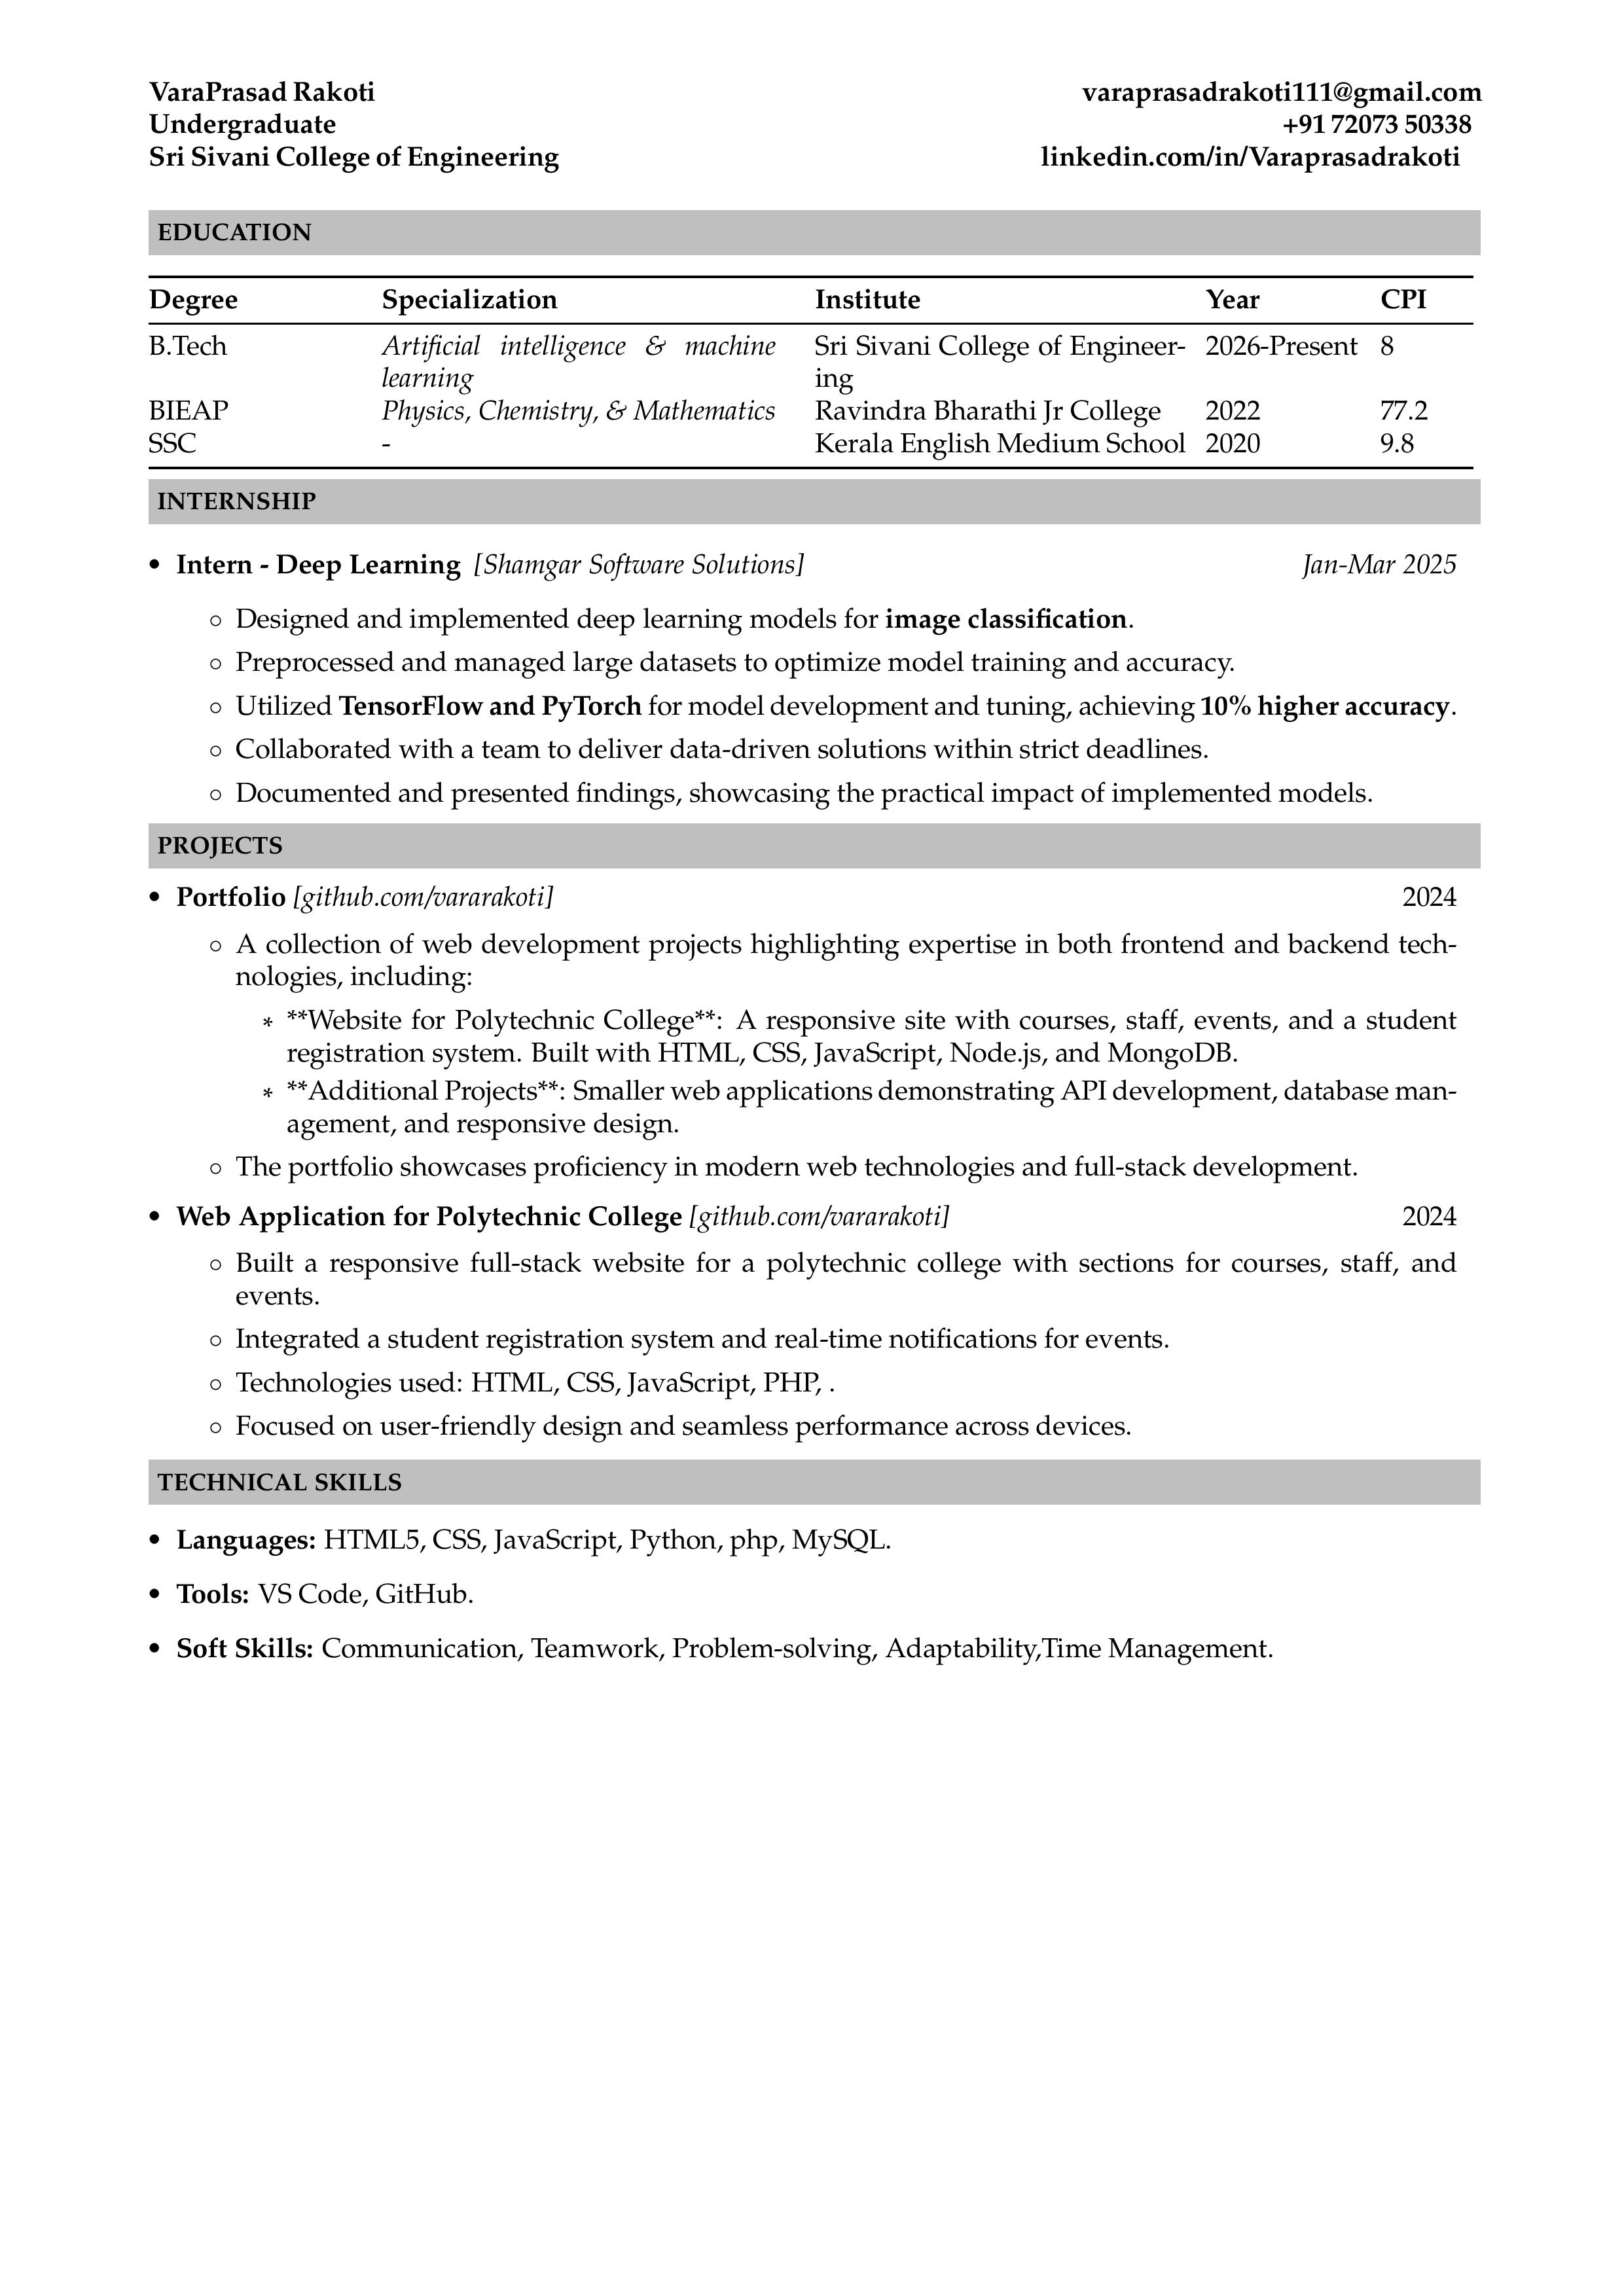 VaraPrasad Rakoti
Undergraduate
Sri Sivani College of Engineering
varaprasadrakoti111@gmail.com
+91 72073 50338
linkedin.com/in/Varaprasadrakoti
EDUCATION
Degree Specialization Institute Year CPI
B.Tech Artificial intelligence & machine Sri Sivani College of Engineer- 2026-Present 8
learning ing
BIEAP Physics, Chemistry, & Mathematics Ravindra Bharathi Jr College 2022 77.2
SSC - Kerala English Medium School 2020 9.8
INTERNSHIP
• Intern - Deep Learning [Shamgar Software Solutions] Jan-Mar 2025
○ Designed and implemented deep learning models for image classification.
○ Preprocessed and managed large datasets to optimize model training and accuracy.
○ Utilized TensorFlow and PyTorch for model development and tuning, achieving 10% higher accuracy.
○ Collaborated with a team to deliver data-driven solutions within strict deadlines.
○ Documented and presented findings, showcasing the practical impact of implemented models.
PROJECTS
• Portfolio [github.com/vararakoti] 2024
○ A collection of web development projects highlighting expertise in both frontend and backend tech-
nologies, including:
* **Website for Polytechnic College**: A responsive site with courses, staff, events, and a student
registration system. Built with HTML, CSS, JavaScript, Node.js, and MongoDB.
* **Additional Projects**: Smaller web applications demonstrating API development, database man-
agement, and responsive design.
○ The portfolio showcases proficiency in modern web technologies and full-stack development.
• Web Application for Polytechnic College [github.com/vararakoti] 2024
○ Built a responsive full-stack website for a polytechnic college with sections for courses, staff, and
events.
○ Integrated a student registration system and real-time notifications for events.
○ Technologies used: HTML, CSS, JavaScript, PHP, .
○ Focused on user-friendly design and seamless performance across devices.
TECHNICAL SKILLS
• Languages: HTML5, CSS, JavaScript, Python, php, MySQL.
• Tools: VS Code, GitHub.
• Soft Skills: Communication, Teamwork, Problem-solving, Adaptability,Time Management.